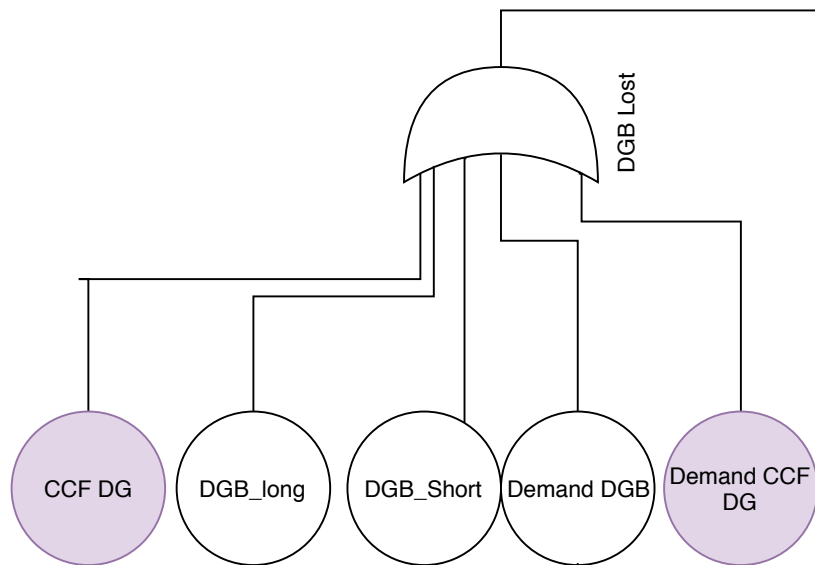 DGB Lost
CCF DG
DGB_long
DGB_Short
Demand DGB
Demand CCF
DG